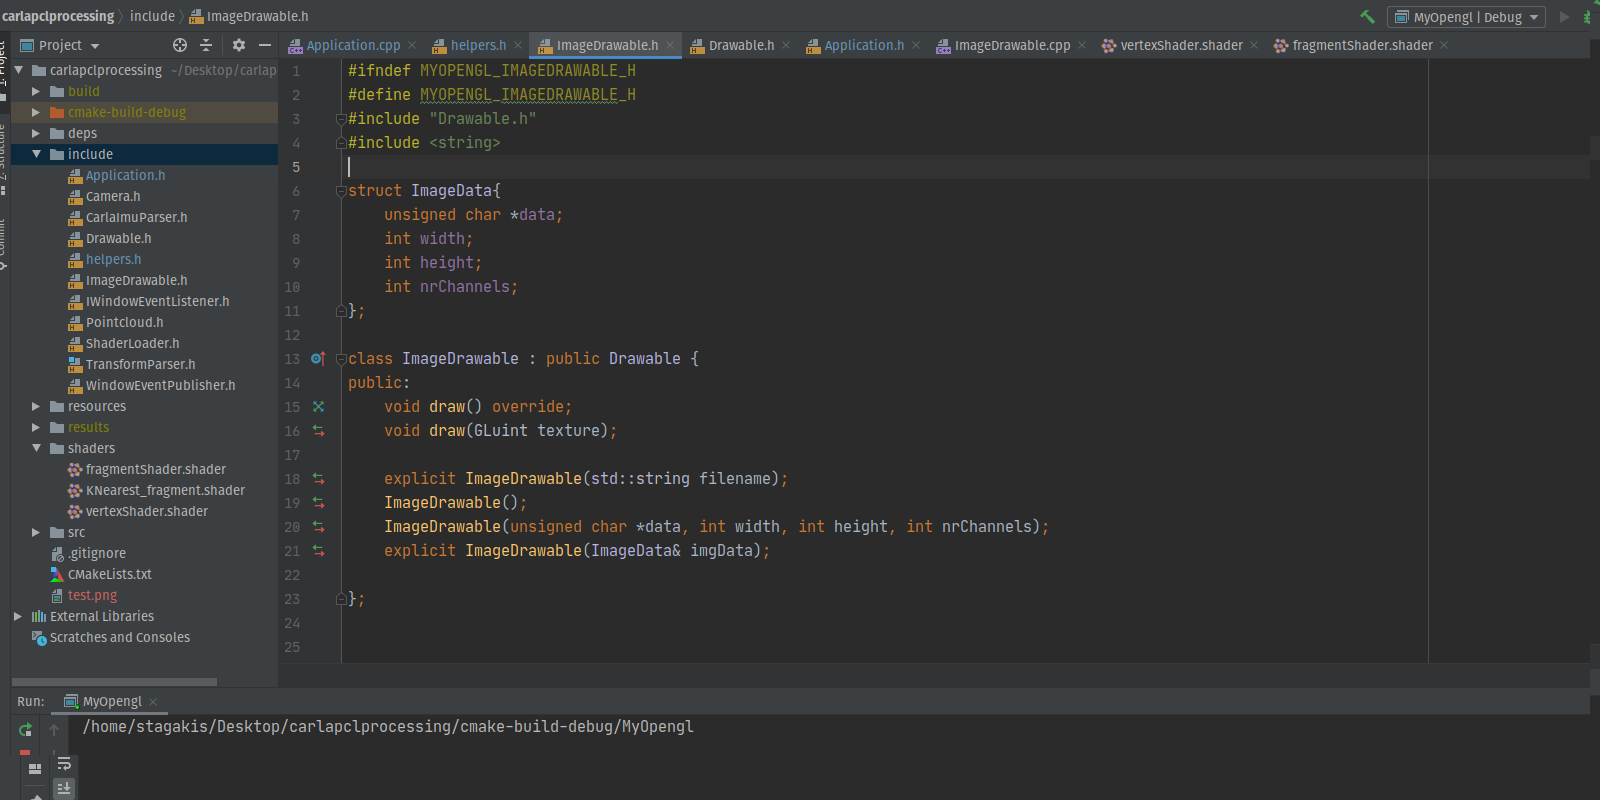 carlapclprocessing 〉 include 〉 ImageDrawable.h
MyOpengl | Debug
Project
Application.cpp × helpers.h × ImageDrawable.h × Drawable.h × Application.h × ImageDrawable.cpp × vertexShader.shader × fragmentShader.shader ×
carlapclprocessing ~/Desktop/carlap
build
cmake-build-debug
deps
include
Application.h
Camera.h
CarlaImuParser.h
Drawable.h
helpers.h
ImageDrawable.h
IWindowEventListener.h
Pointcloud.h
ShaderLoader.h
TransformParser.h
WindowEventPublisher.h
resources
results
shaders
fragmentShader.shader
KNearest_fragment.shader
vertexShader.shader
src
.gitignore
CMakeLists.txt
test.png
External Libraries
Scratches and Consoles
1 #ifndef MYOPENGL_IMAGEDRAWABLE_H
2 #define MYOPENGL_IMAGEDRAWABLE_H
3 #include "Drawable.h"
4 #include <string>
5
6 struct ImageData{
7 unsigned char *data;
8 int width;
9 int height;
10 int nrChannels;
11 };
12
13 class ImageDrawable : public Drawable {
14 public:
15 void draw() override;
16 void draw(GLuint texture);
17
18 explicit ImageDrawable(std::string filename);
19 ImageDrawable();
20 ImageDrawable(unsigned char *data, int width, int height, int nrChannels);
21 explicit ImageDrawable(ImageData& imgData);
22
23 };
24
25
Run: MyOpengl ×
/home/stagakis/Desktop/carlapclprocessing/cmake-build-debug/MyOpengl